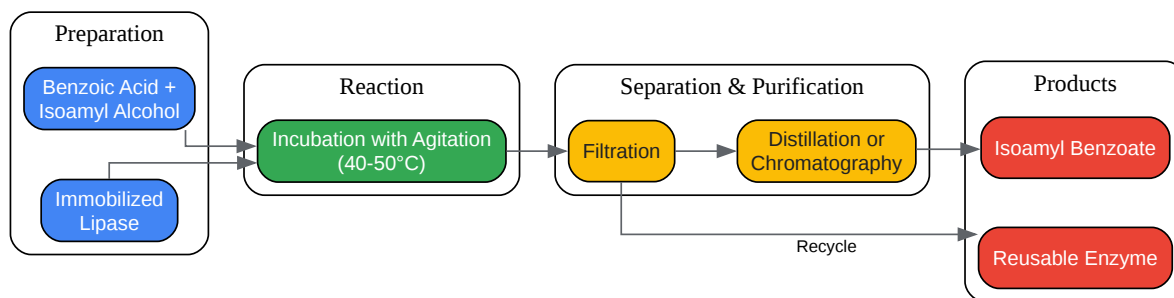 Preparation
Benzoic Acid +
Isoamyl Alcohol
Immobilized
Lipase
Reaction
Incubation with Agitation
(40-50°C)
Separation & Purification
Filtration
Distillation or
Chromatography
Recycle
Products
Isoamyl Benzoate
Reusable Enzyme